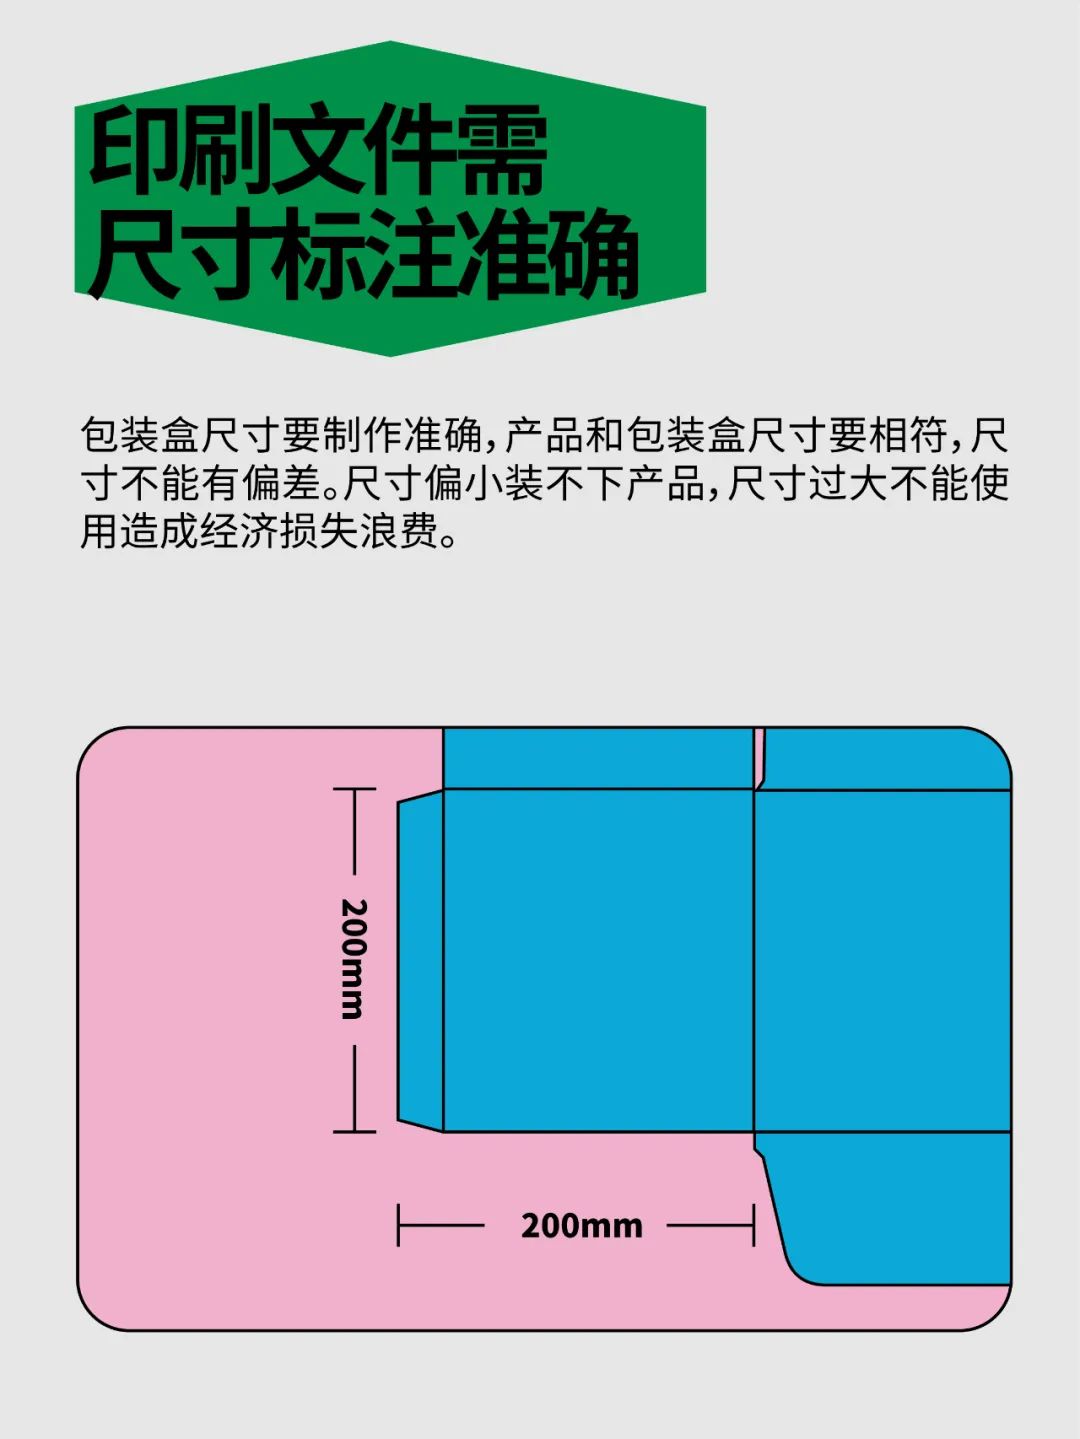 印刷文件需
尺寸标注准确
包装盒尺寸要制作准确，产品和包装盒尺寸要相符，尺
寸不能有偏差。尺寸偏小装不下产品，尺寸过大不能使
用造成经济损失浪费。
200mm
200mm